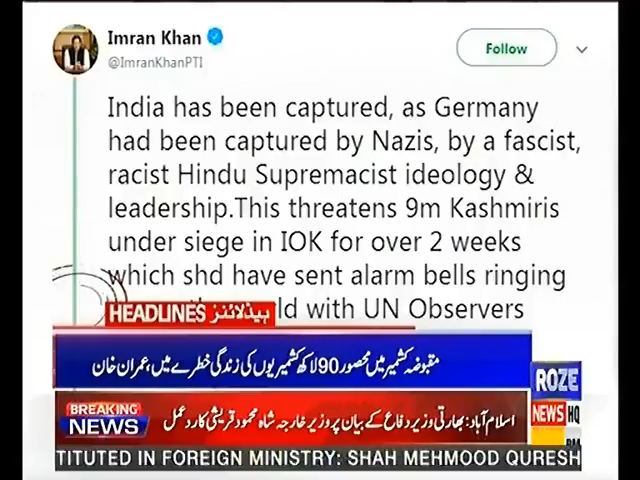 Imran Khan
@ImranKhanPTI
Follow
India has been captured, as Germany
had been captured by Nazis, by a fascist,
racist Hindu Supremacist ideology &
leadership.This threatens 9m Kashmiris
under siege in IOK for over 2 weeks
which shd have sent alarm bells ringing
with UN Observers
HEADLINES ہیڈلائنز
مقبوضہ کشمیر میں محصور 90 لاکھ کشمیریوں کی زندگی خطرے میں، عمران خان
ROZE
NEWS HQ
BREAKING
NEWS
اسلام آباد: بھارتی وزیر دفاع کے بیان پر وزیر خارجہ شاہ محمود قریشی کا رد عمل
TITUTED IN FOREIGN MINISTRY: SHAH MEHMOOD QURESH